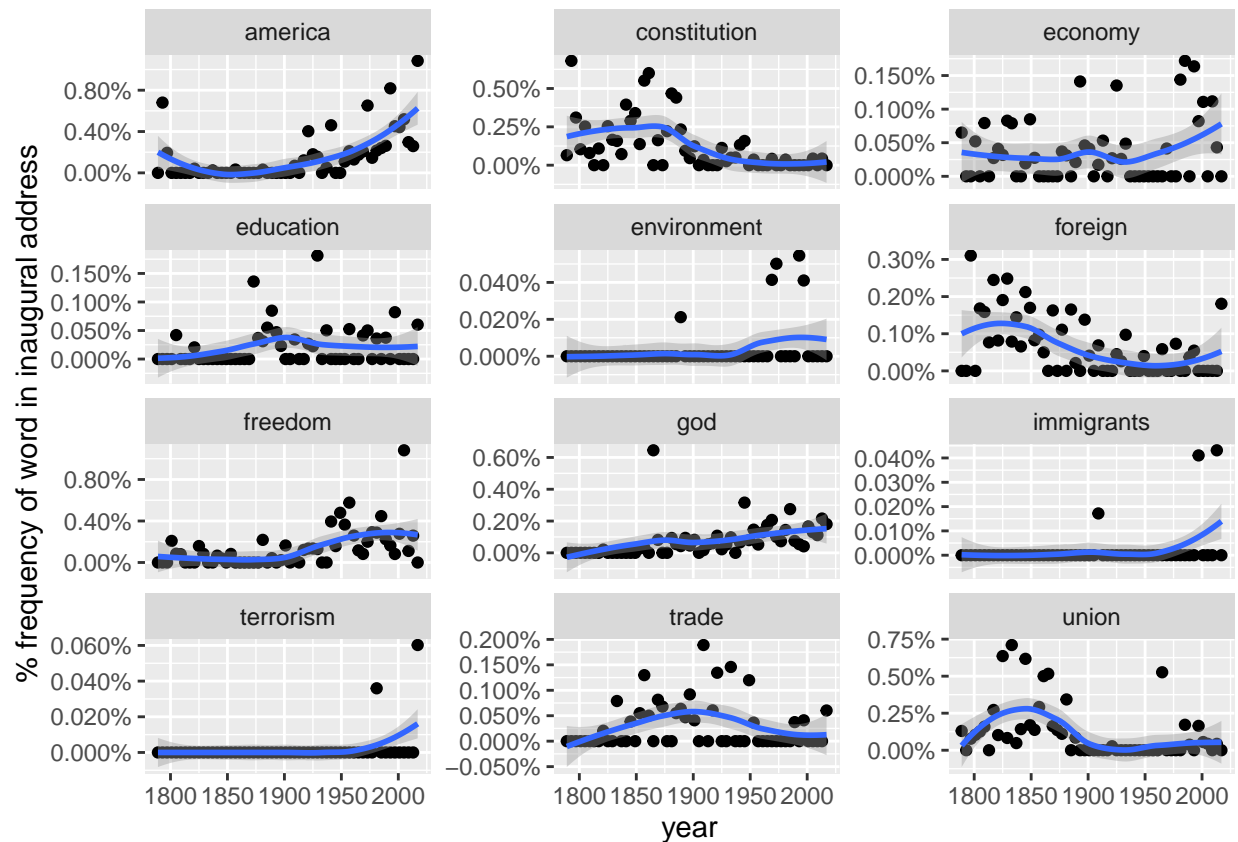 america
constitution
economy
0.80%
0.40%
0.00%
0.50%
0.25%
0.00%
0.150%
0.100%
0.050%
0.000%
education
environment
foreign
0.150%
0.100%
0.050%
0.000%
0.040%
0.020%
0.000%
0.30%
0.20%
0.10%
0.00%
freedom
god
immigrants
0.80%
0.40%
0.00%
0.60%
0.40%
0.20%
0.00%
0.040%
0.030%
0.020%
0.010%
0.000%
terrorism
trade
union
0.060%
0.040%
0.020%
0.000%
0.200%
0.150%
0.100%
0.050%
0.000%
−0.050%
0.75%
0.50%
0.25%
0.00%
1800 1850 1900 1950 2000
1800 1850 1900 1950 2000
1800 1850 1900 1950 2000
year
% frequency of word in inaugural address